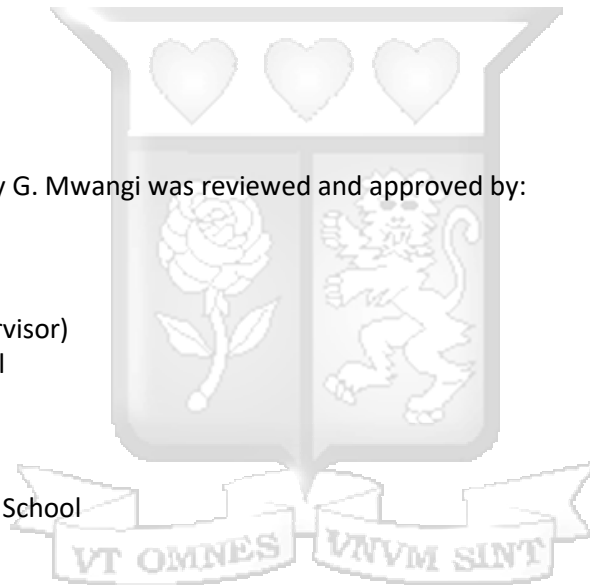 y G. Mwangi was reviewed and approved by:
rvisor)
l
School
VT OMNES VNVM SINT